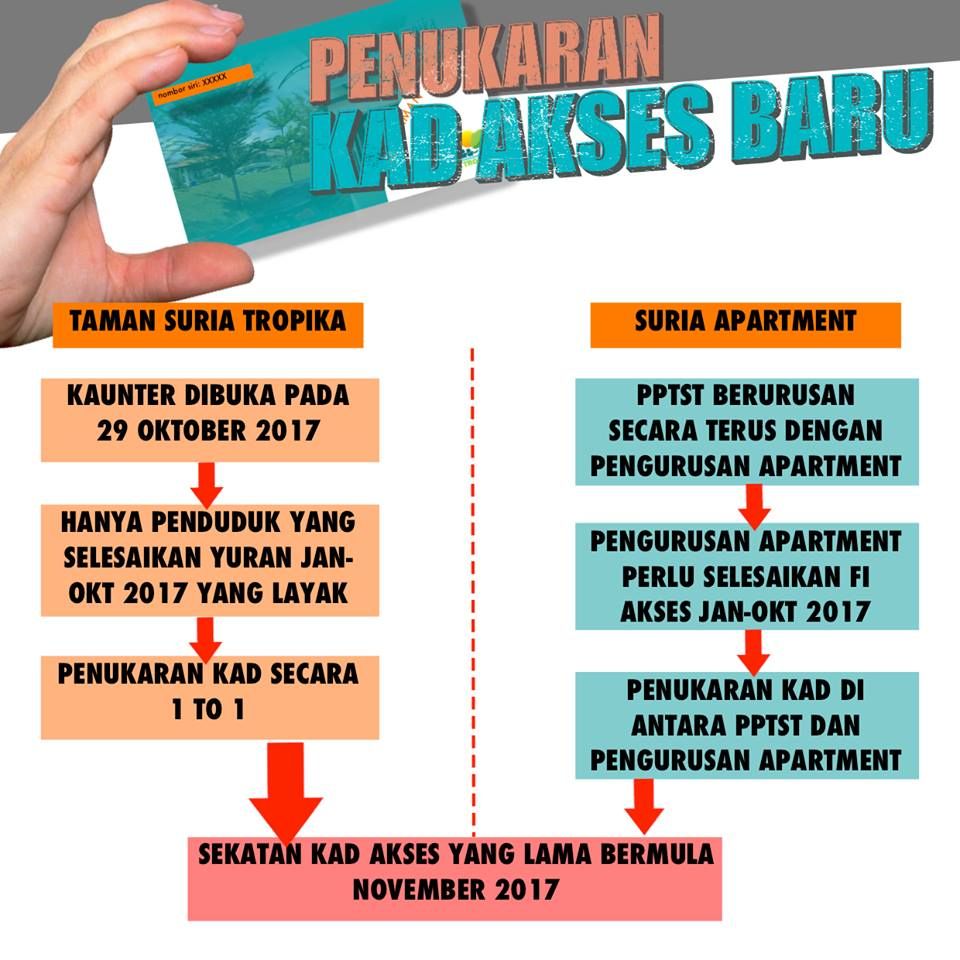 nombor siri: XXXXX
PENUKARAN
KAD AKSES BARU
TAMAN SURIA TROPIKA
KAUNTER DIBUKA PADA
29 OKTOBER 2017
HANYA PENDUDUK YANG
SELESAIKAN YURAN JAN-
OKT 2017 YANG LAYAK
PENUKARAN KAD SECARA
1 TO 1
SURIA APARTMENT
PPTST BERURUSAN
SECARA TERUS DENGAN
PENGURUSAN APARTMENT
PENGURUSAN APARTMENT
PERLU SELESAIKAN FI
AKSES JAN-OKT 2017
PENUKARAN KAD DI
ANTARA PPTST DAN
PENGURUSAN APARTMENT
SEKATAN KAD AKSES YANG LAMA BERMULA
NOVEMBER 2017